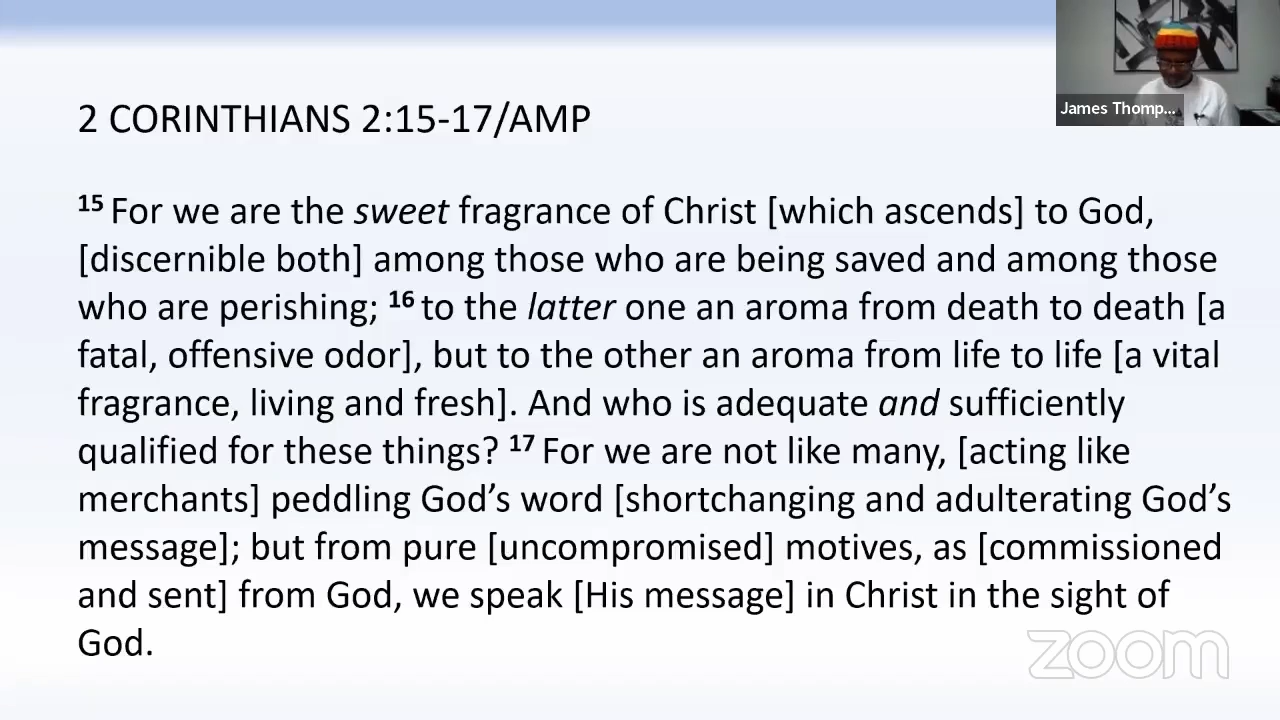 2 CORINTHIANS 2:15-17/AMP
James Thomp...
15 For we are the sweet fragrance of Christ [which ascends] to God,
[discernible both] among those who are being saved and among those
who are perishing; 16 to the latter one an aroma from death to death [a
fatal, offensive odor], but to the other an aroma from life to life [a vital
fragrance, living and fresh]. And who is adequate and sufficiently
qualified for these things? 17 For we are not like many, [acting like
merchants] peddling God’s word [shortchanging and adulterating God’s
message]; but from pure [uncompromised] motives, as [commissioned
and sent] from God, we speak [His message] in Christ in the sight of
God.
zoom